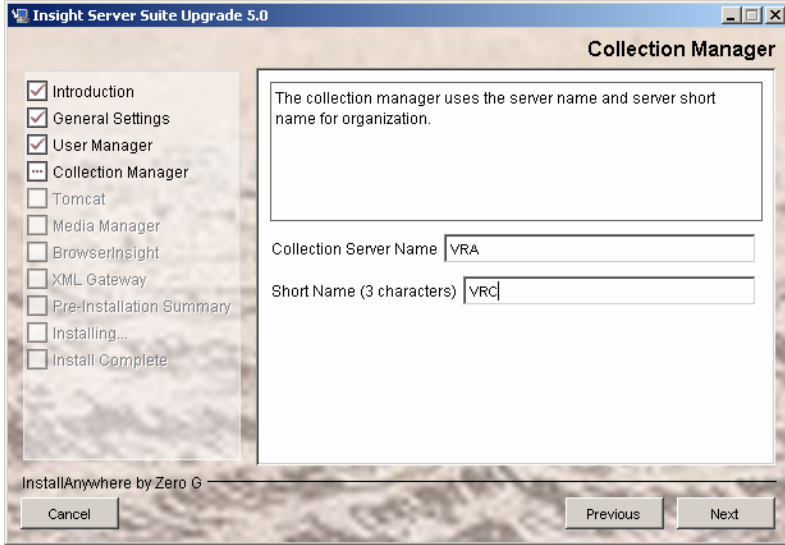 Insight Server Suite Upgrade 5.0
Collection Manager
Introduction
General Settings
User Manager
Collection Manager
Tomcat
Media Manager
BrowserInsight
XML Gateway
Pre-Installation Summary
Installing...
Install Complete
The collection manager uses the server name and server short
name for organization.
Collection Server Name VRA
Short Name (3 characters) VRC
InstallAnywhere by Zero G
Cancel Previous Next